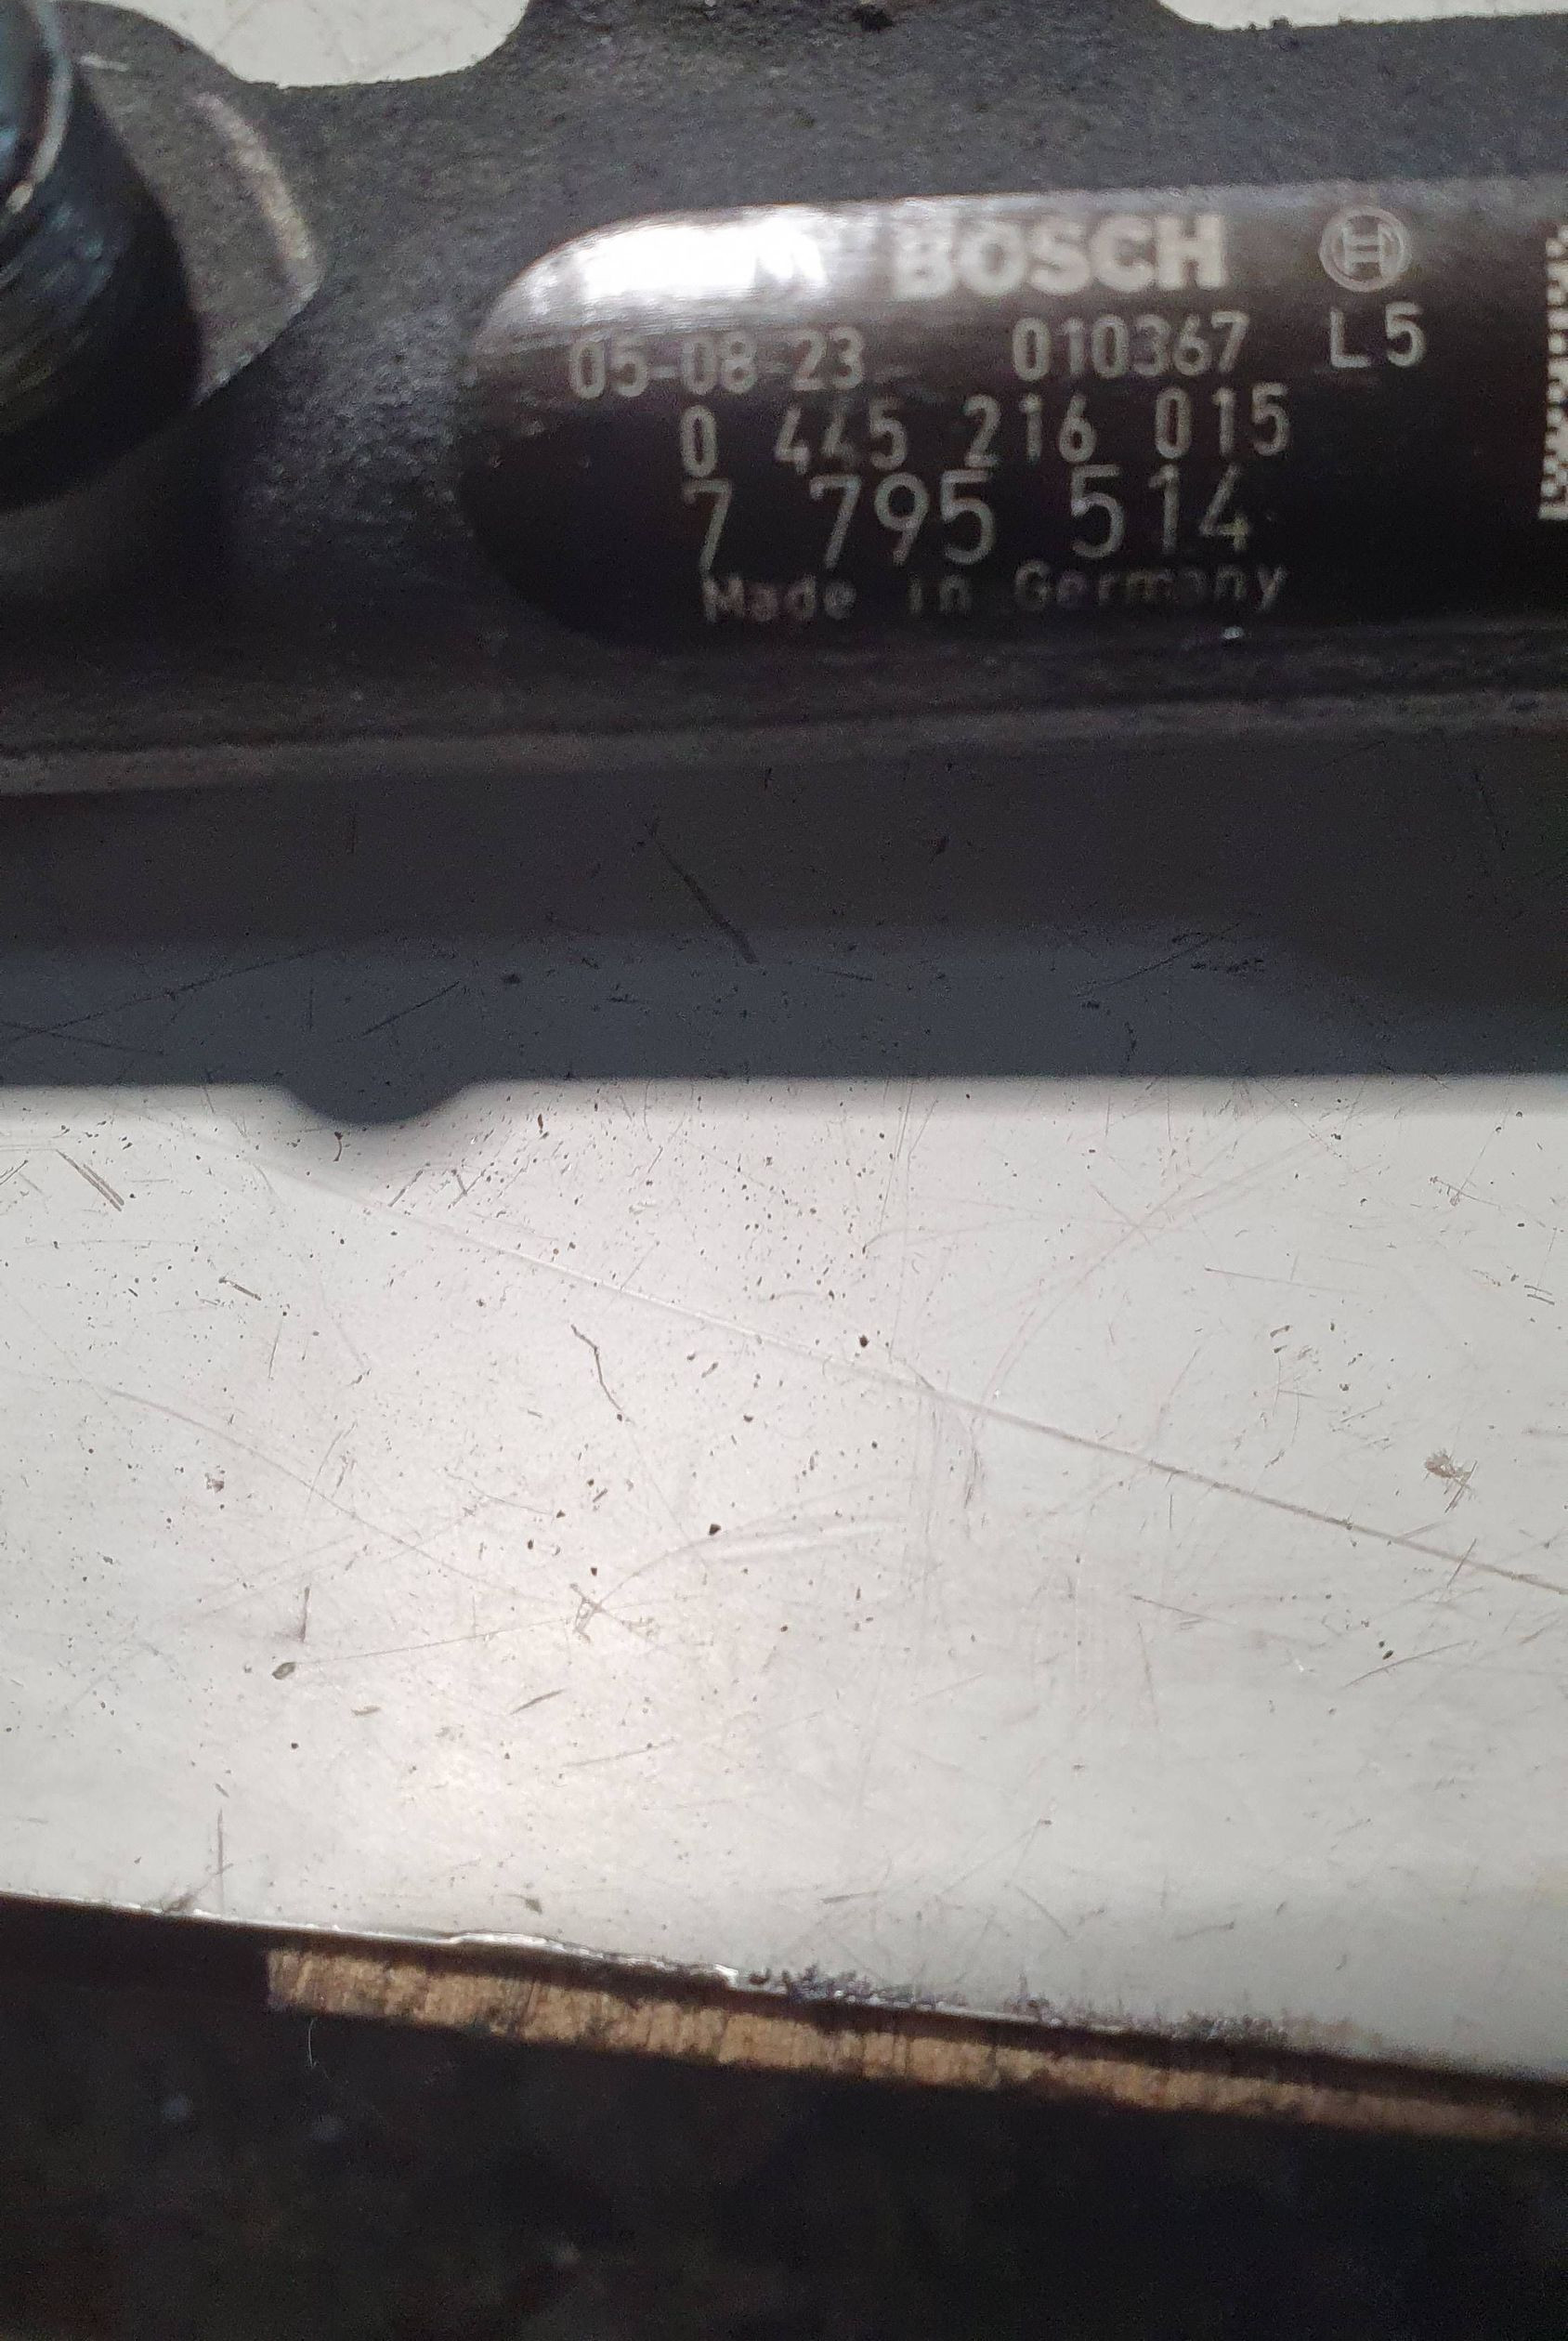 BOSCH
05-08-23 010367 L5
0 445 216 015
7 795 514
Made in Germany